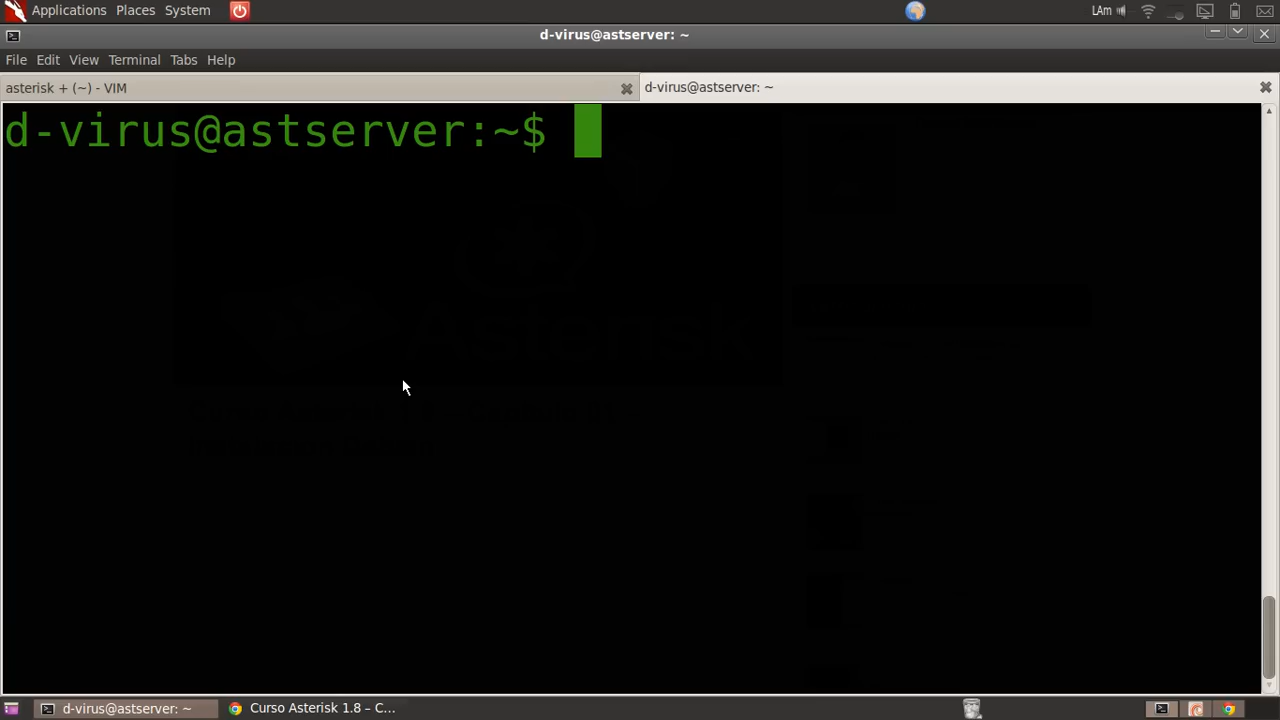 Applications Places System LAm
d-virus@astserver: ~
File Edit View Terminal Tabs Help
asterisk + (~) - VIM
d-virus@astserver: ~
d-virus@astserver:~$
Asterisk
d-virus@astserver: ~
Curso Asterisk 1.8 – C...